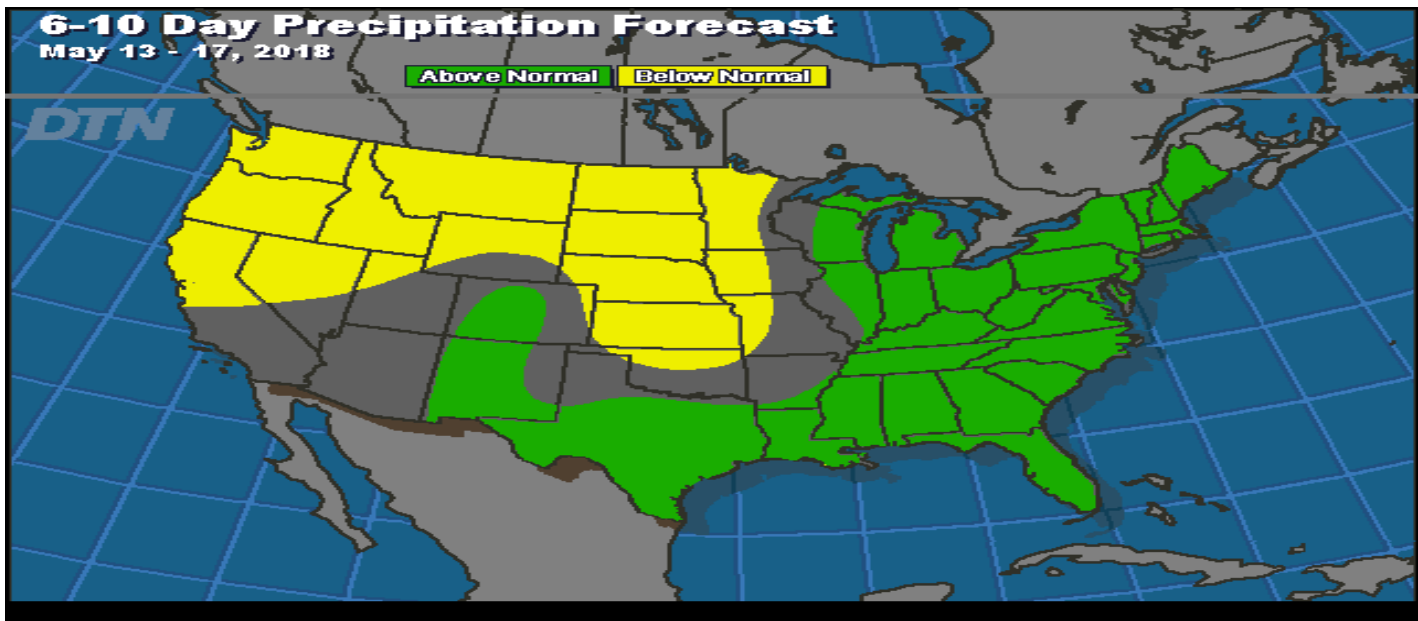 6-10 Day Precipitation Forecast
May 13 - 17, 2018
Above Normal Below Normal
DTN